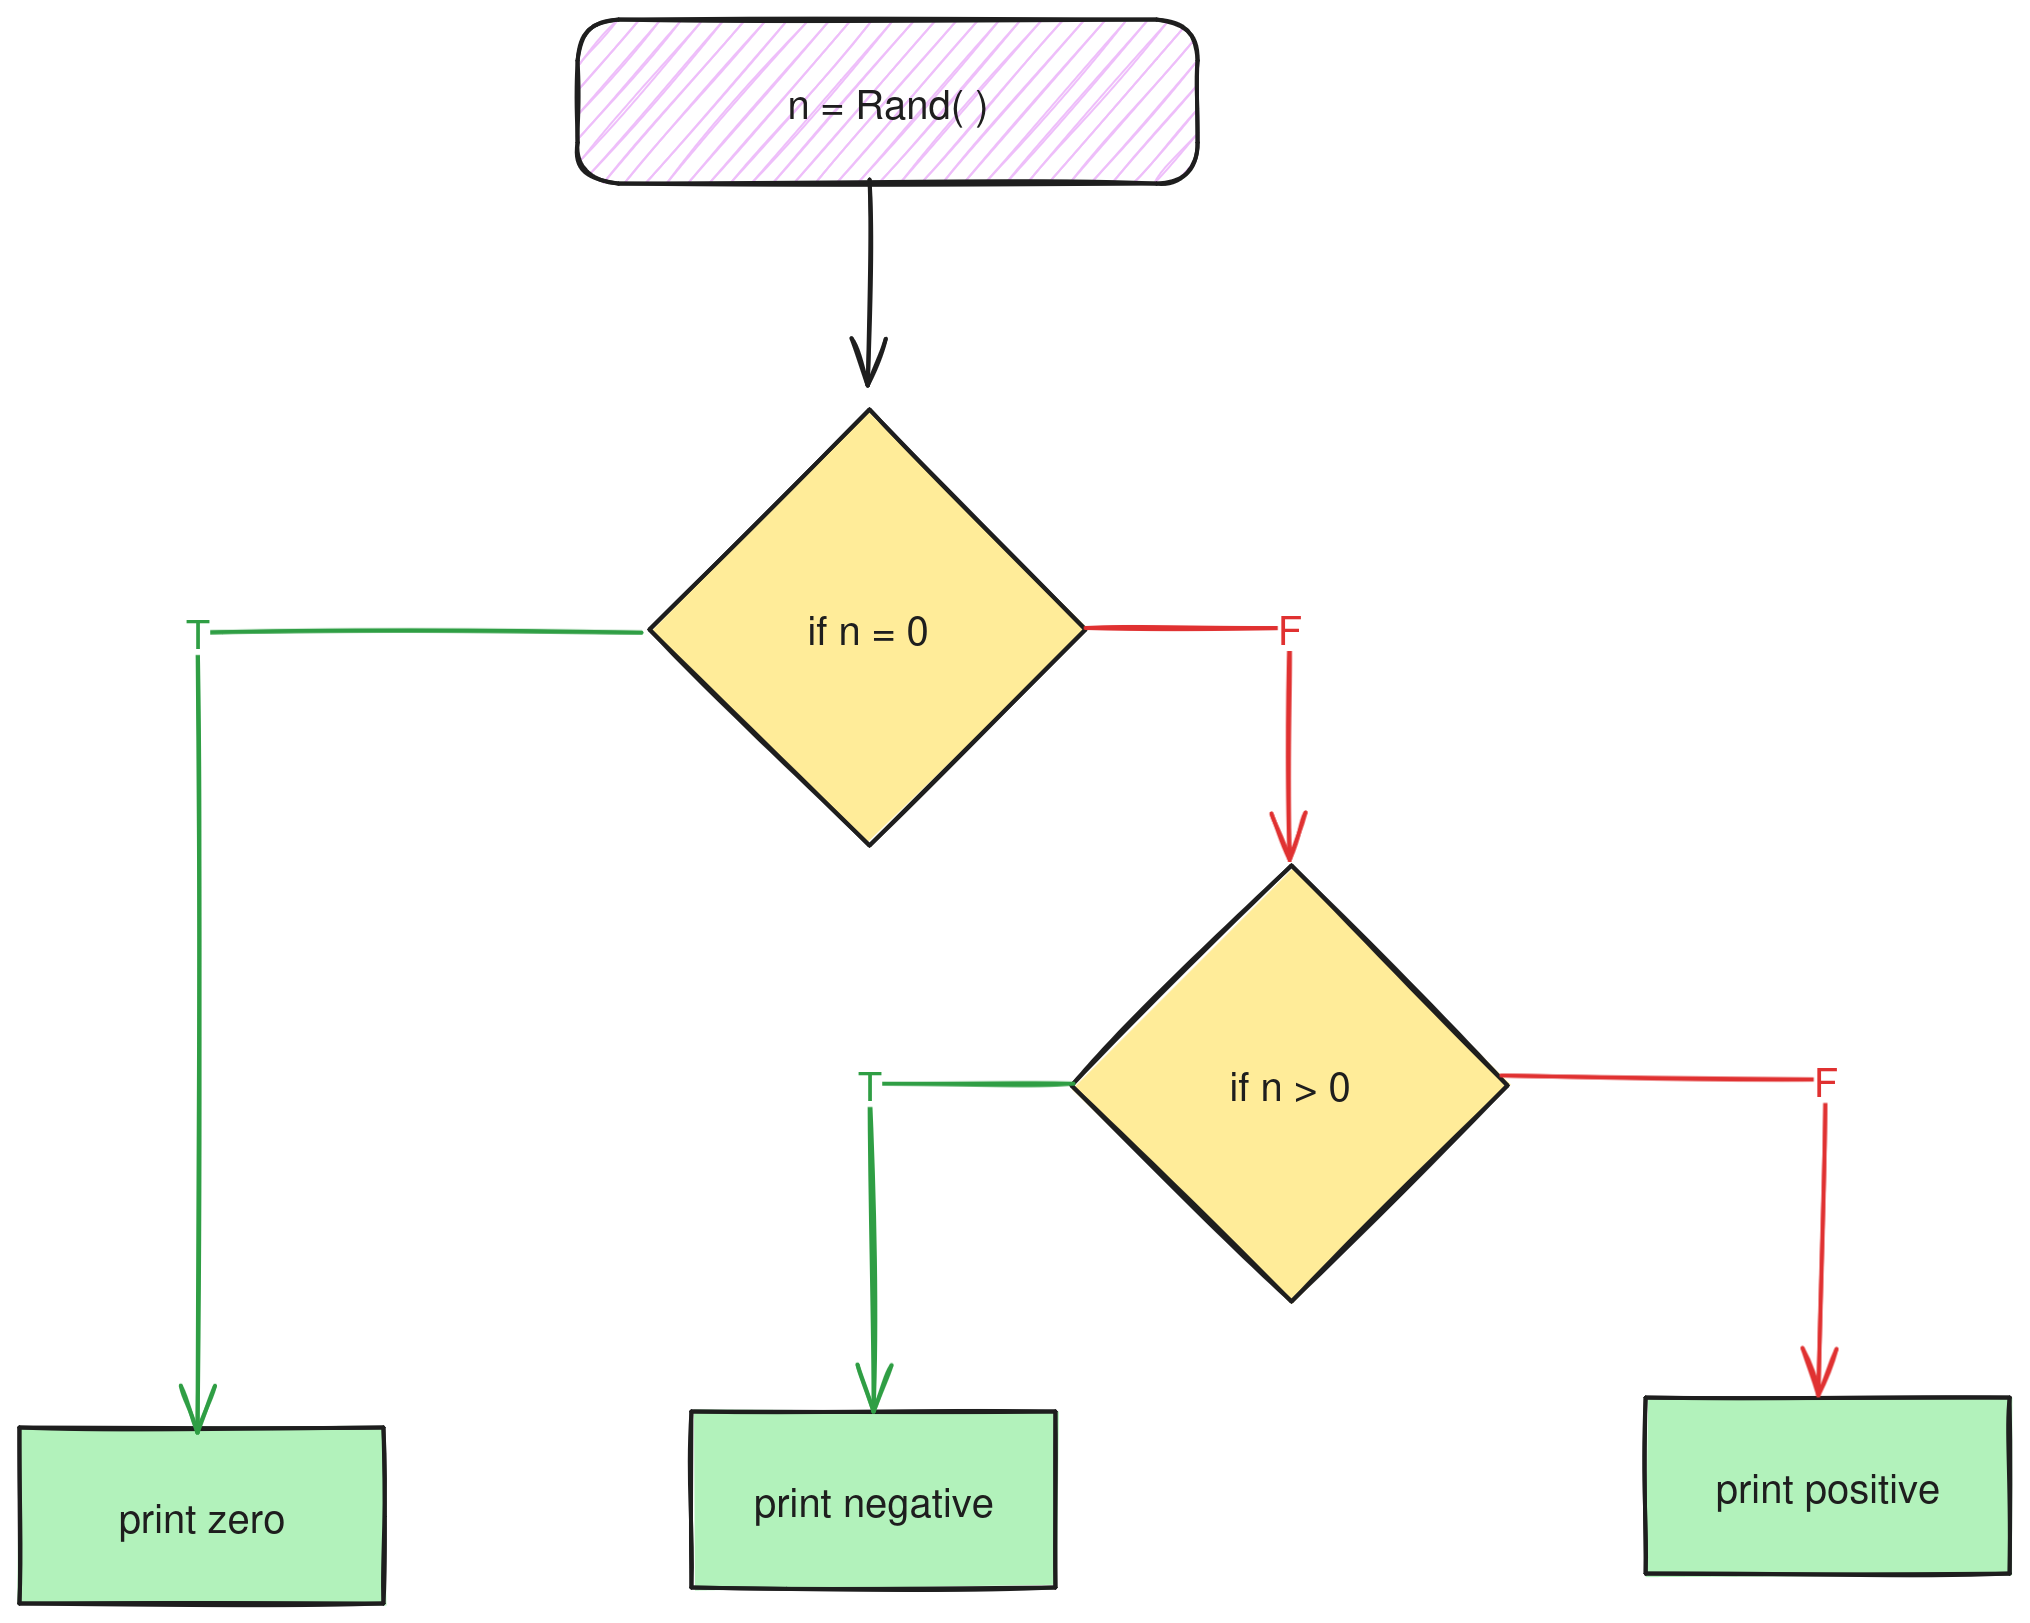 n = Rand( )
if n = 0
T
F
if n > 0
T
F
print zero
print negative
print positive